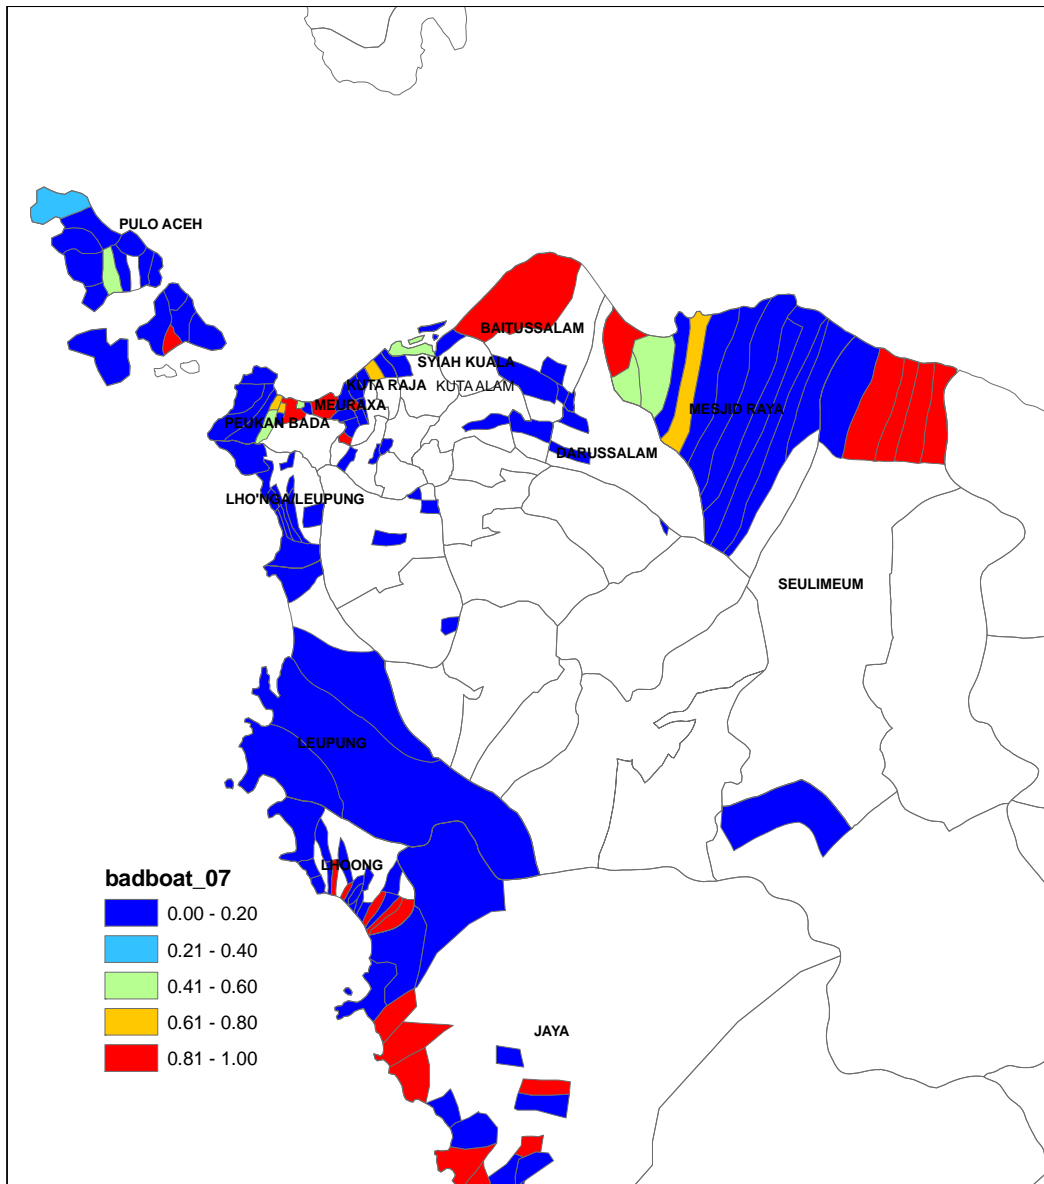 PULO ACEH
BAITUSSALAM
SYIAH KUALA
KUTA RAJA
KUTA ALAM
MEURAXA
MESJID RAYA
PEUKAN BADA
DARUSSALAM
LHO'NGA/LEUPUNG
SEULIMEUM
LEUPUNG
LHOONG
badboat_07
0.00 - 0.20
0.21 - 0.40
0.41 - 0.60
0.61 - 0.80
0.81 - 1.00
JAYA